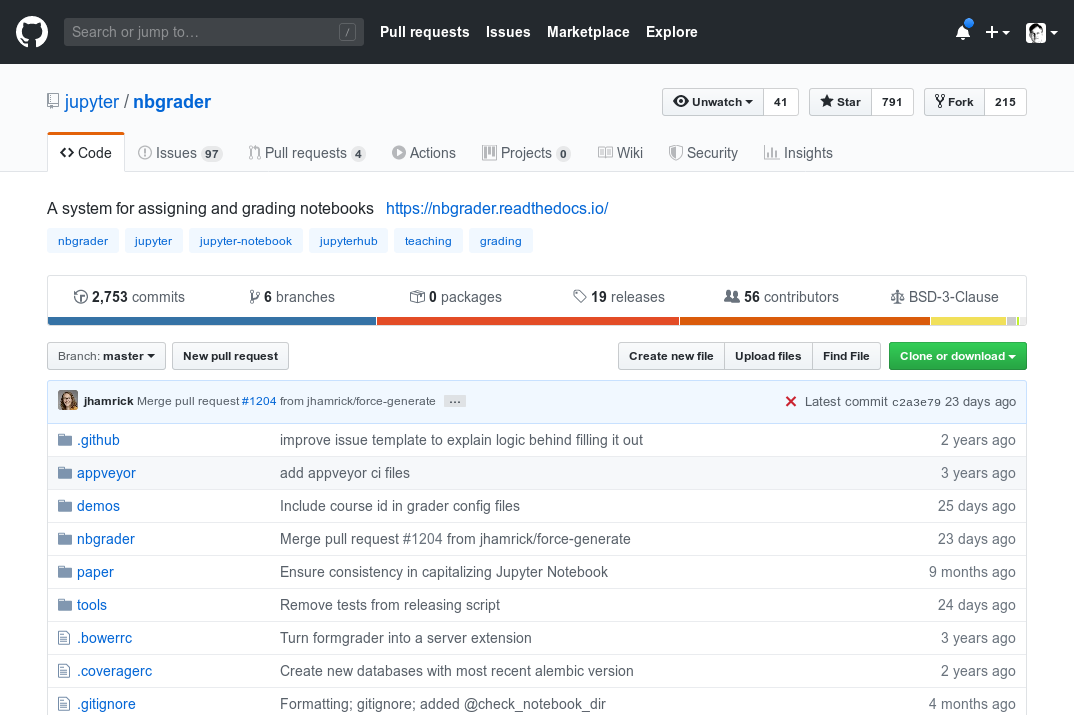 Search or jump to… / Pull requests Issues Marketplace Explore
jupyter / nbgrader Unwatch 41 Star 791 Fork 215
Code Issues 97 Pull requests 4 Actions Projects 0 Wiki Security Insights
A system for assigning and grading notebooks https://nbgrader.readthedocs.io/
nbgrader jupyter jupyter-notebook jupyterhub teaching grading
2,753 commits 6 branches 0 packages 19 releases 56 contributors BSD-3-Clause
Branch: master New pull request Create new file Upload files Find File Clone or download
jhamrick Merge pull request #1204 from jhamrick/force-generate … Latest commit c2a3e79 23 days ago
.github improve issue template to explain logic behind filling it out 2 years ago
appveyor add appveyor ci files 3 years ago
demos Include course id in grader config files 25 days ago
nbgrader Merge pull request #1204 from jhamrick/force-generate 23 days ago
paper Ensure consistency in capitalizing Jupyter Notebook 9 months ago
tools Remove tests from releasing script 24 days ago
.bowerrc Turn formgrader into a server extension 3 years ago
.coveragerc Create new databases with most recent alembic version 2 years ago
.gitignore Formatting; gitignore; added @check_notebook_dir 4 months ago